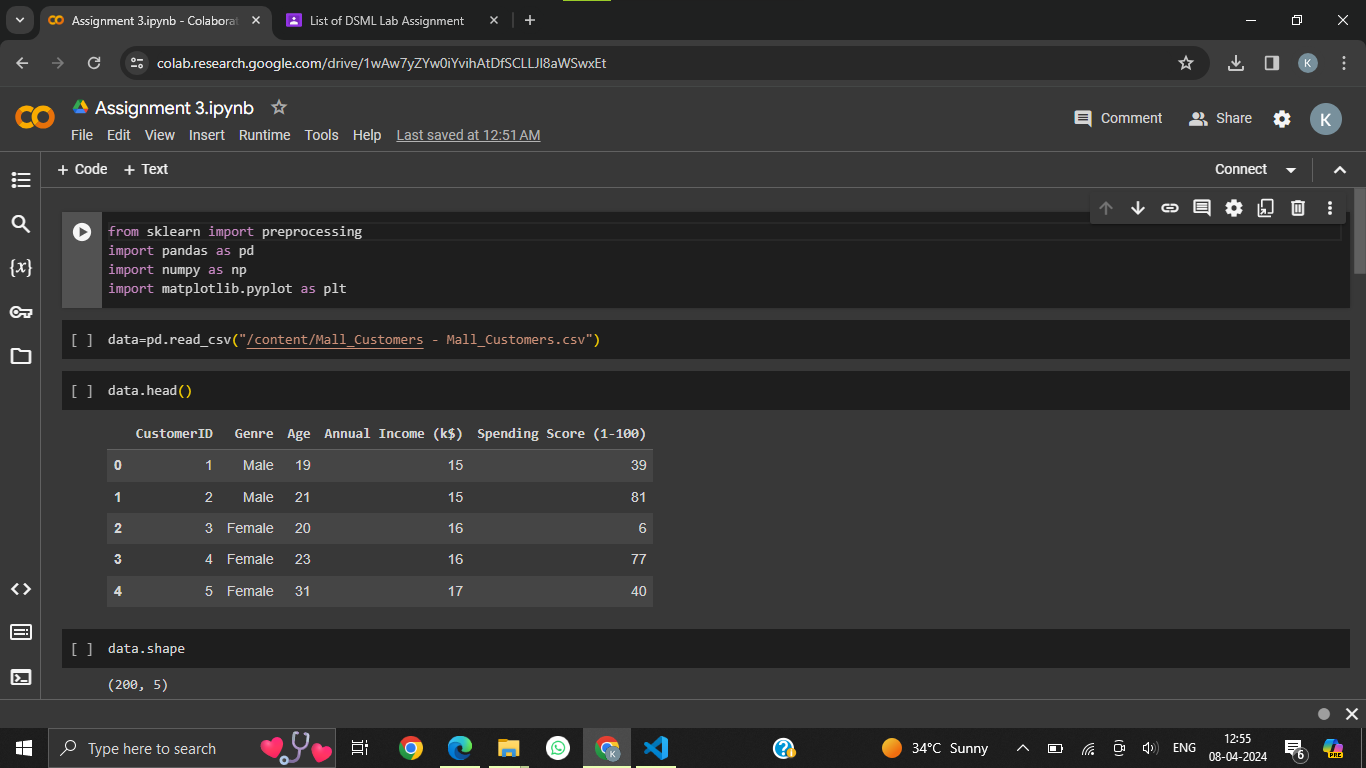 Assignment 3.ipynb - Colaborat
List of DSML Lab Assignment
colab.research.google.com/drive/1wAw7yZYw0iYvihAtDfSCLLJI8aWSwxEt
K
Assignment 3.ipynb
File Edit View Insert Runtime Tools Help Last saved at 12:51 AM
Comment Share K
+ Code + Text
Connect
from sklearn import preprocessing
import pandas as pd
import numpy as np
import matplotlib.pyplot as plt
[ ] data=pd.read_csv("/content/Mall_Customers - Mall_Customers.csv")
[ ] data.head()
CustomerID Genre Age Annual Income (k$) Spending Score (1-100)
0 1 Male 19 15 39
1 2 Male 21 15 81
2 3 Female 20 16 6
3 4 Female 23 16 77
4 5 Female 31 17 40
[ ] data.shape
(200, 5)
{x}
Type here to search
K
34°C Sunny
ENG
12:55
08-04-2024
6
PRE